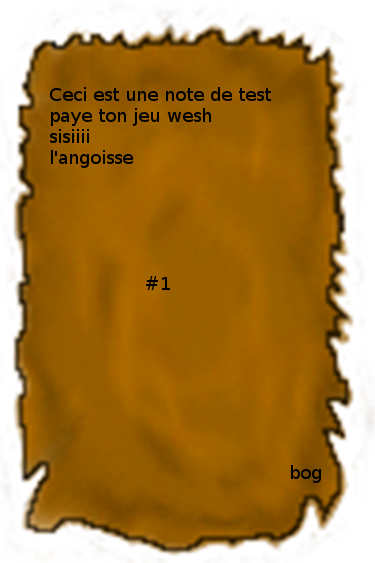 Ceci est une note de test
paye ton jeu wesh
sisiiii
l'angoisse
#1
bog